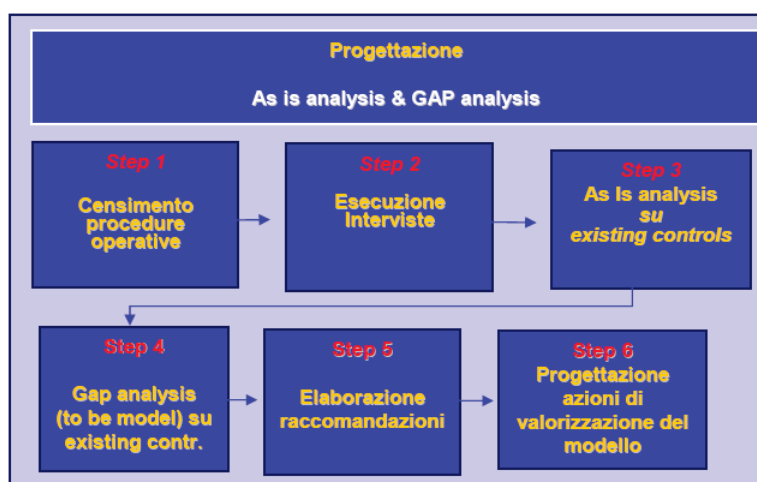 Progettazione
As is analysis & GAP analysis
Step 1
Censimento
procedure
operative
Step 2
Esecuzione
Interviste
Step 3
As Is analysis
su
existing controls
Step 4
Gap analysis
(to be model) su
existing contr.
Step 5
Elaborazione
raccomandazioni
Step 6
Progettazione
azioni di
valorizzazione del
modello